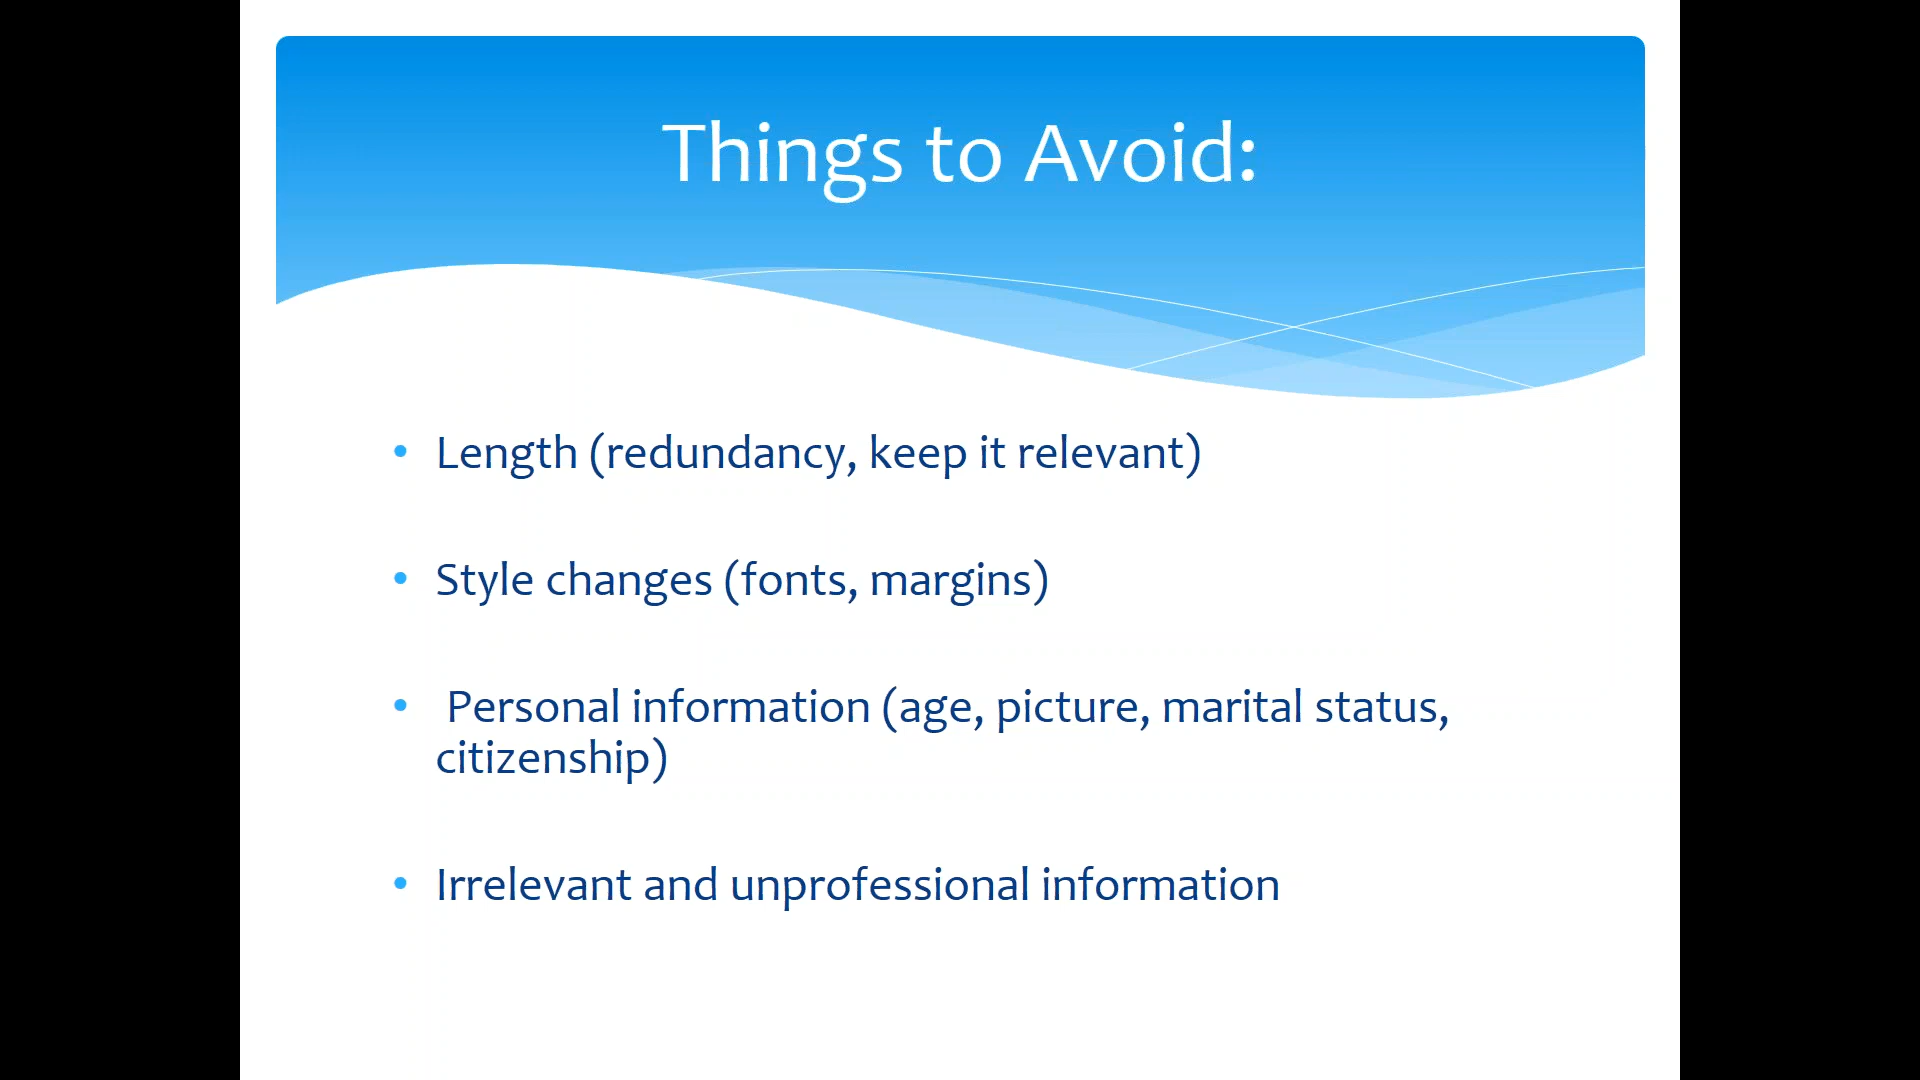 Things to Avoid:
• Length (redundancy, keep it relevant)
• Style changes (fonts, margins)
• Personal information (age, picture, marital status,
citizenship)
• Irrelevant and unprofessional information